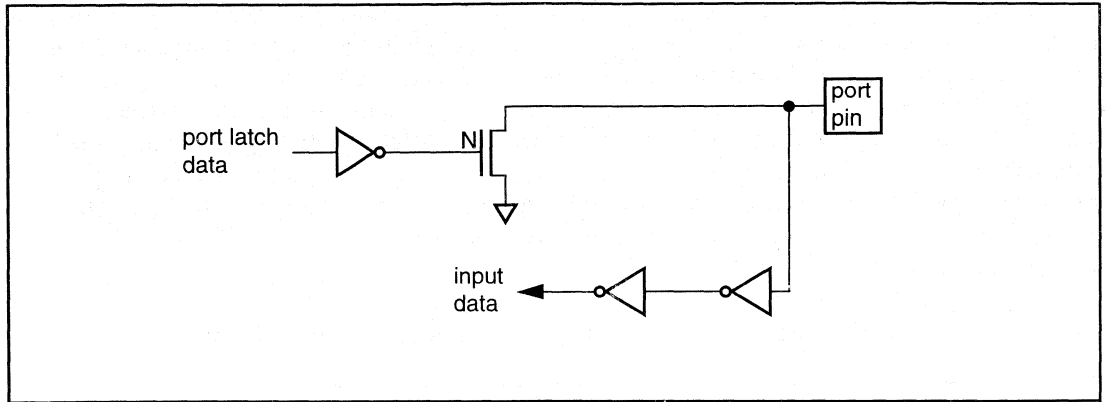 port
pin
port latch
data
N
input
data